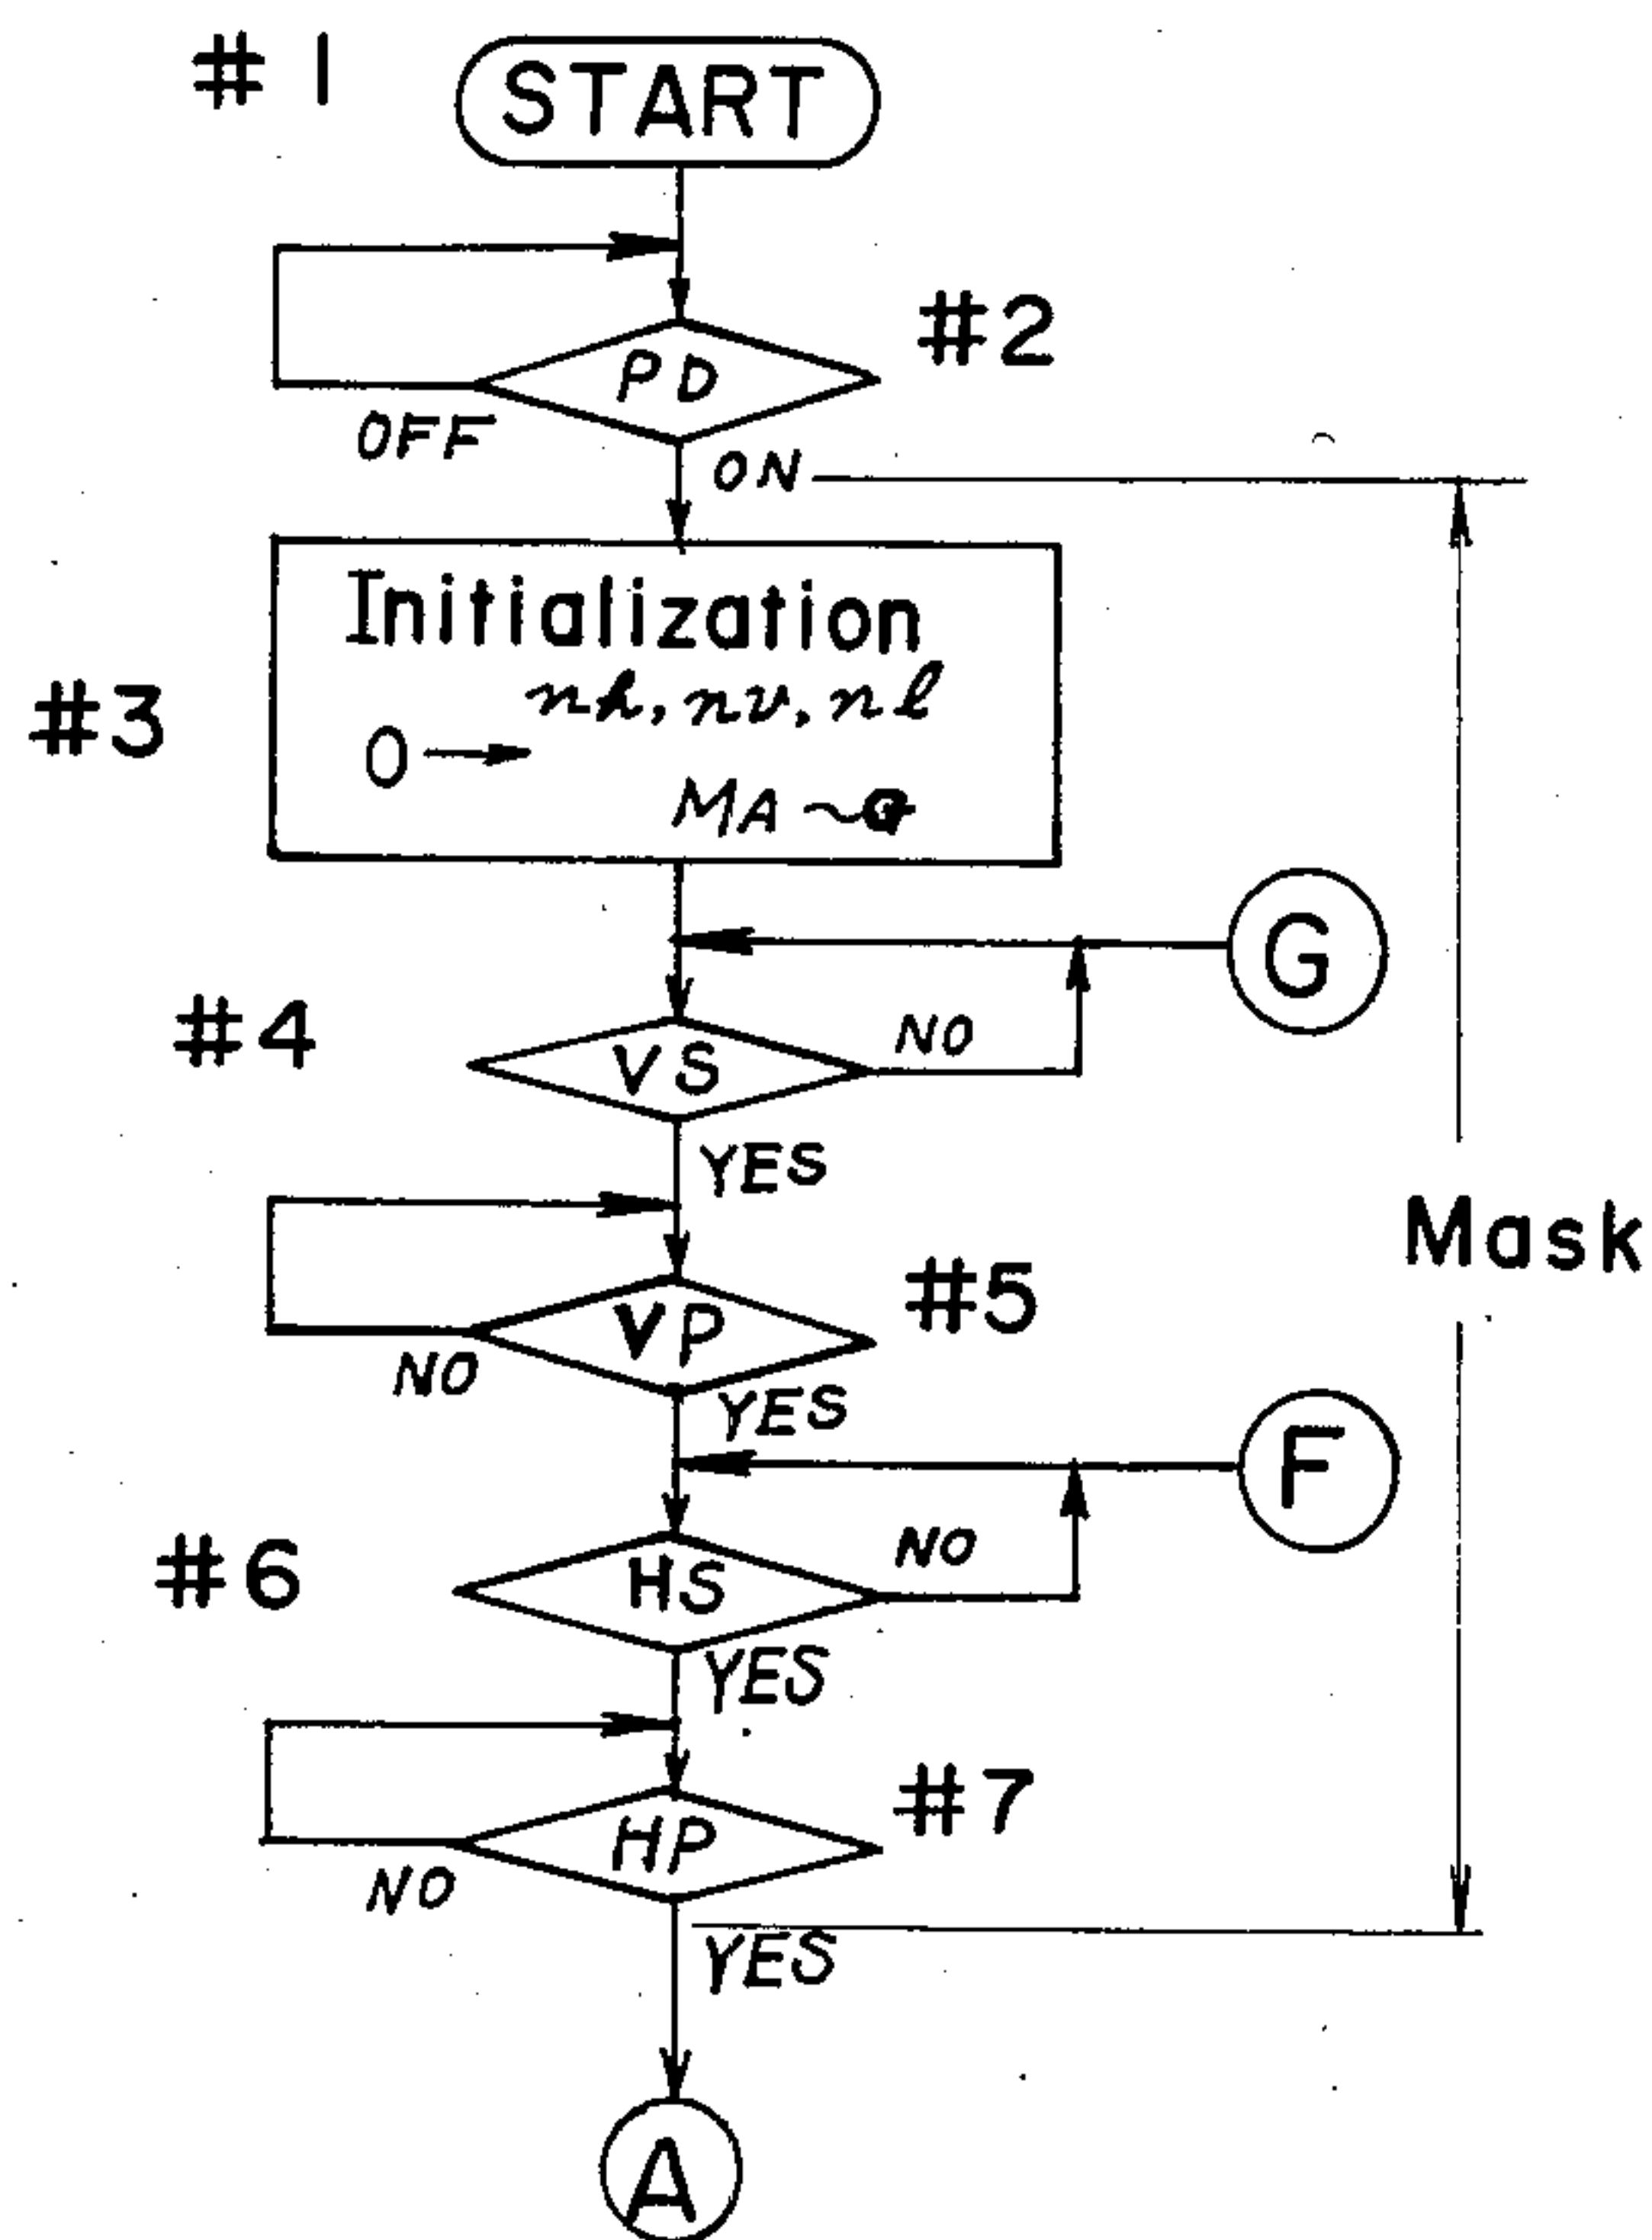 #1
START
PD
#2
OFF
ON
Initialization
nh, nv, nl
#3
0 →
MA ~
G
#4
VS
NO
YES
Mask
#5
VP
NO
YES
F
NO
#6
HS
YES
#7
HP
NO
YES
A